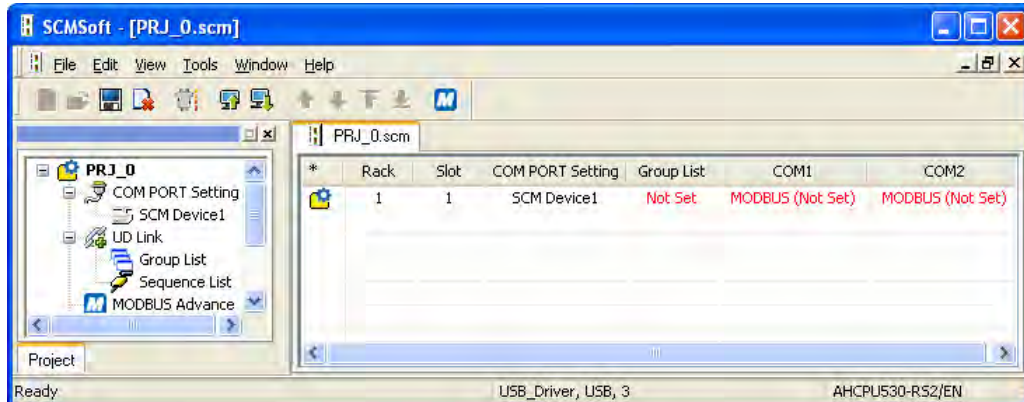 SCMSoft - [PRJ_0.scm]
File Edit View Tools Window Help
PRJ_0.scm
PRJ_0
COM PORT Setting
SCM Device1
UD Link
Group List
Sequence List
MODBUS Advance
Project
* Rack Slot COM PORT Setting Group List COM1 COM2
1 1 SCM Device1 Not Set MODBUS (Not Set) MODBUS (Not Set)
Ready USB_Driver, USB, 3 AHCPU530-RS2/EN